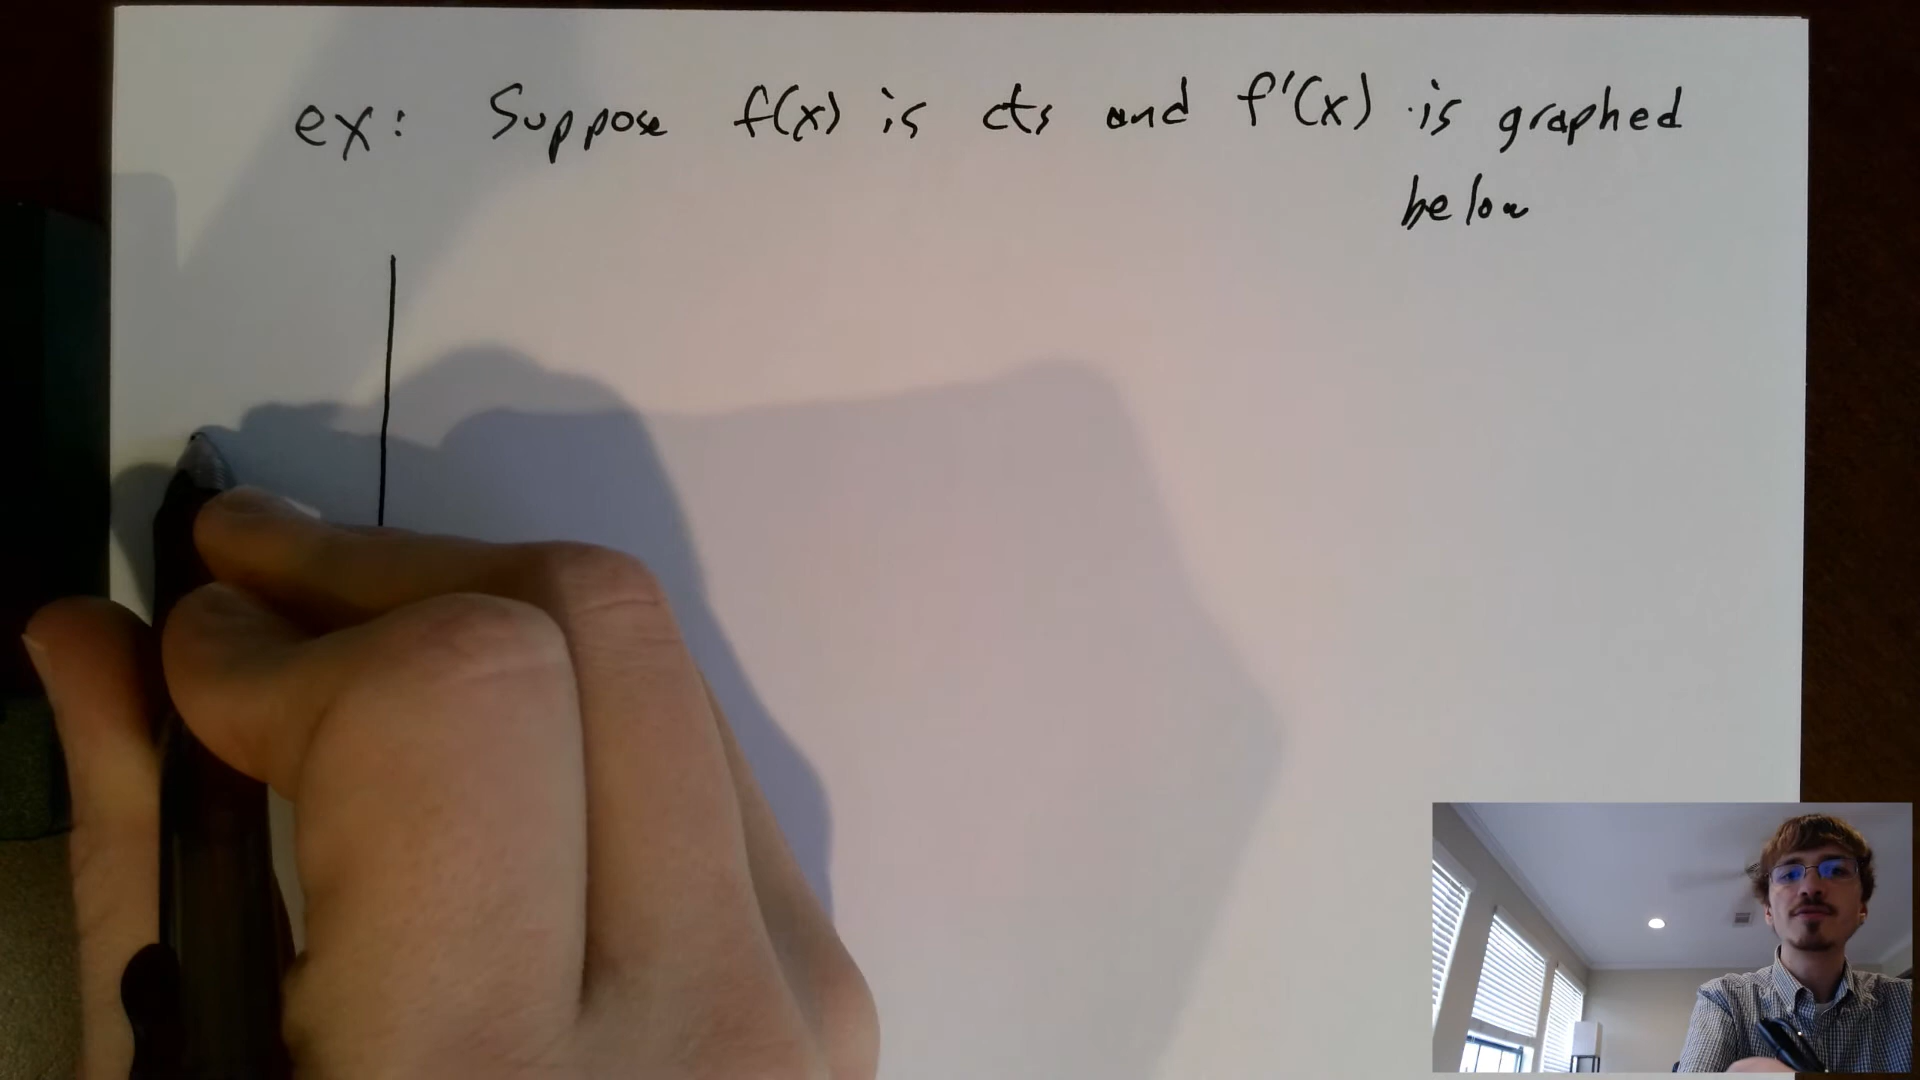 ex: Suppose f(x) is cts and f'(x) is graphed
below